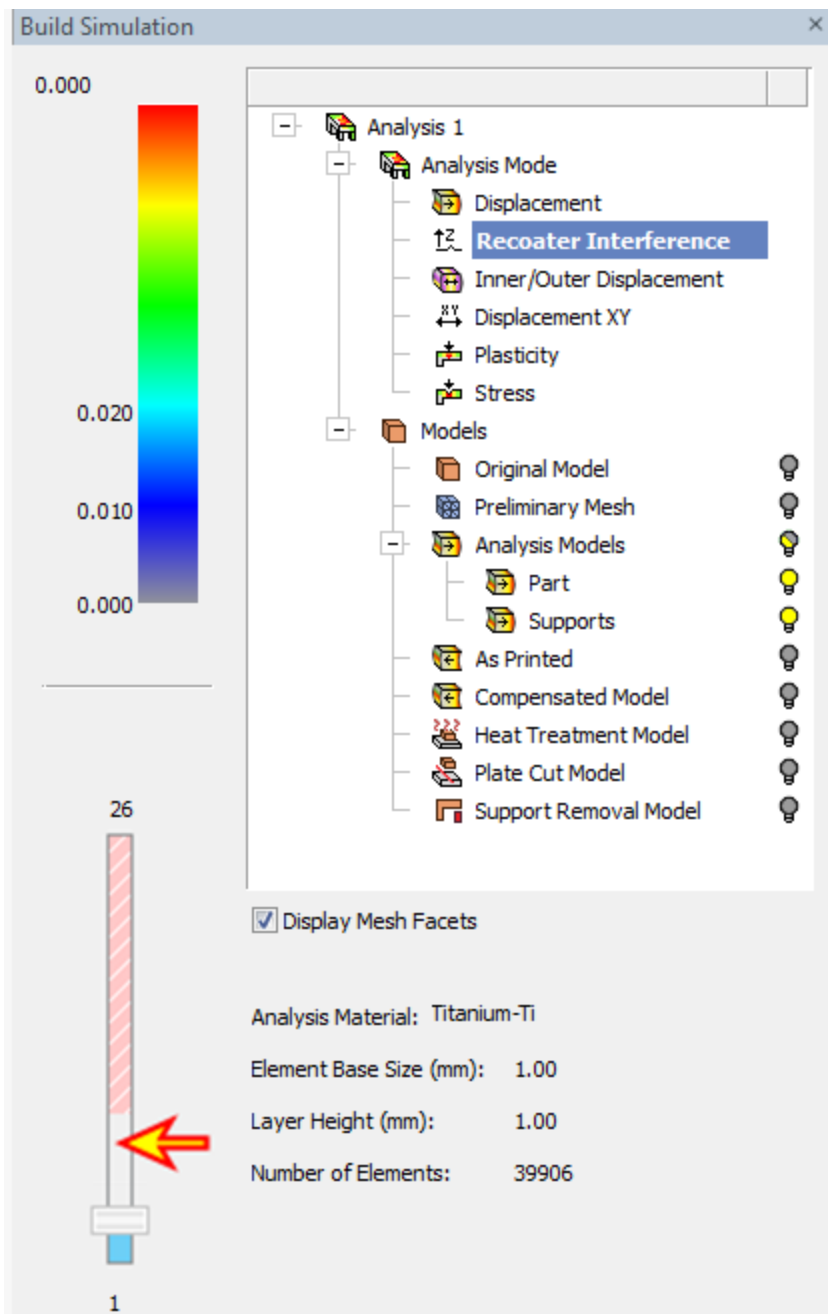 Build Simulation
0.000
0.020
0.010
0.000
26
1
Analysis 1
Analysis Mode
Displacement
Recoater Interference
Inner/Outer Displacement
Displacement XY
Plasticity
Stress
Models
Original Model
Preliminary Mesh
Analysis Models
Part
Supports
As Printed
Compensated Model
Heat Treatment Model
Plate Cut Model
Support Removal Model
Display Mesh Facets
Analysis Material: Titanium-Ti
Element Base Size (mm): 1.00
Layer Height (mm): 1.00
Number of Elements: 39906